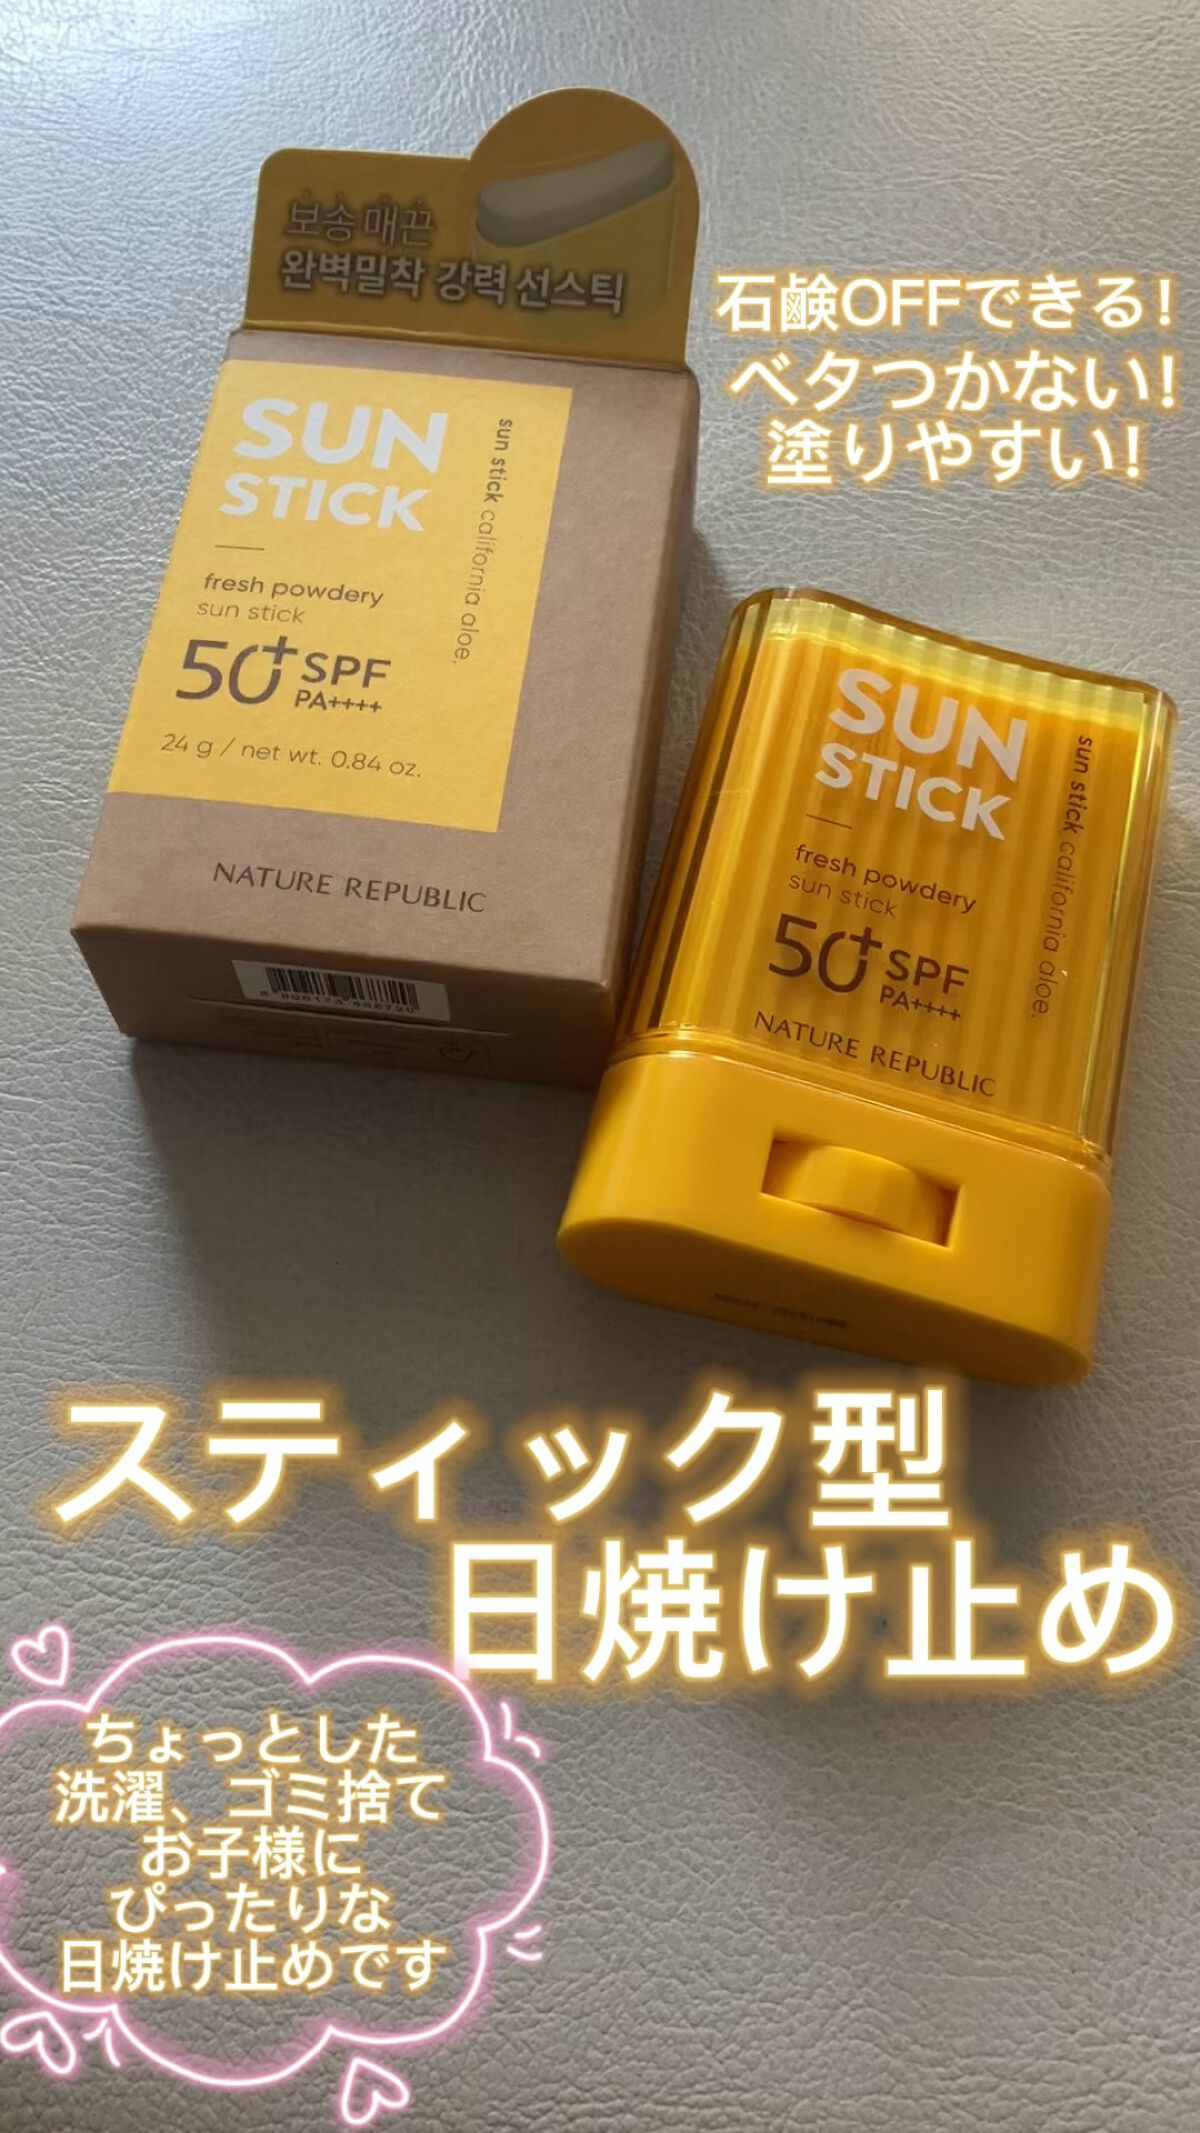 보송 매끈
완벽밀착 강력 선스틱
石鹸OFFできる!
ベタつかない!
塗りやすい!
SUN
STICK
fresh powdery
sun stick
50+ SPF
PA++++
24 g / net wt. 0.84 oz.
sun stick california aloe.
NATURE REPUBLIC
SUN
STICK
fresh powdery
sun stick
50+ SPF
PA++++
sun stick california aloe.
NATURE REPUBLIC
スティック型
日焼け止め
ちょっとした
洗濯、ゴミ捨て
お子様に
ぴったりな
日焼け止めです